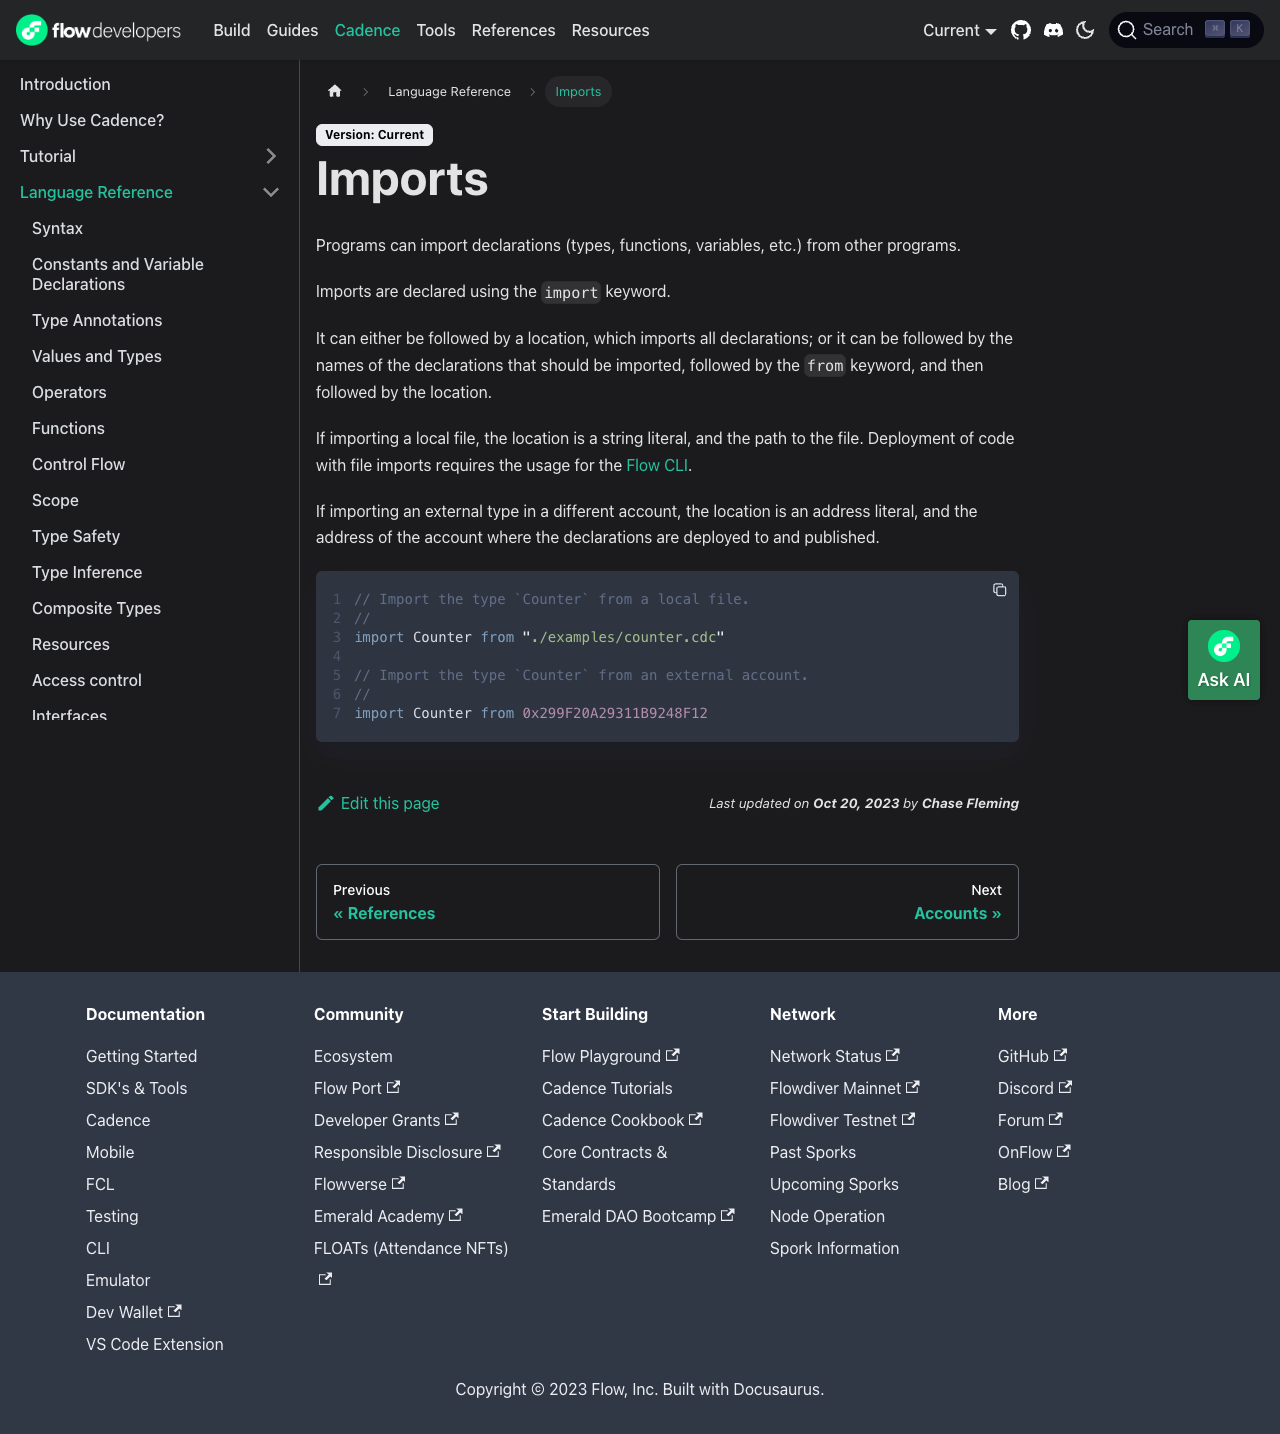 flowdevelopers Build Guides Cadence Tools References Resources Current Search ⌘ K
Introduction
Why Use Cadence?
Tutorial
Language Reference
Syntax
Constants and Variable
Declarations
Type Annotations
Values and Types
Operators
Functions
Control Flow
Scope
Type Safety
Type Inference
Composite Types
Resources
Access control
Interfaces
Language Reference Imports
Version: Current
Imports
Programs can import declarations (types, functions, variables, etc.) from other programs.
Imports are declared using the import keyword.
It can either be followed by a location, which imports all declarations; or it can be followed by the
names of the declarations that should be imported, followed by the from keyword, and then
followed by the location.
If importing a local file, the location is a string literal, and the path to the file. Deployment of code
with file imports requires the usage for the Flow CLI.
If importing an external type in a different account, the location is an address literal, and the
address of the account where the declarations are deployed to and published.
1 // Import the type `Counter` from a local file.
2 //
3 import Counter from "./examples/counter.cdc"
4
5 // Import the type `Counter` from an external account.
6 //
7 import Counter from 0x299F20A29311B9248F12
Ask AI
Edit this page
Last updated on Oct 20, 2023 by Chase Fleming
Previous
« References
Next
Accounts »
Documentation
Getting Started
SDK's & Tools
Cadence
Mobile
FCL
Testing
CLI
Emulator
Dev Wallet
VS Code Extension
Community
Ecosystem
Flow Port
Developer Grants
Responsible Disclosure
Flowverse
Emerald Academy
FLOATs (Attendance NFTs)
Start Building
Flow Playground
Cadence Tutorials
Cadence Cookbook
Core Contracts &
Standards
Emerald DAO Bootcamp
Network
Network Status
Flowdiver Mainnet
Flowdiver Testnet
Past Sporks
Upcoming Sporks
Node Operation
Spork Information
More
GitHub
Discord
Forum
OnFlow
Blog
Copyright © 2023 Flow, Inc. Built with Docusaurus.